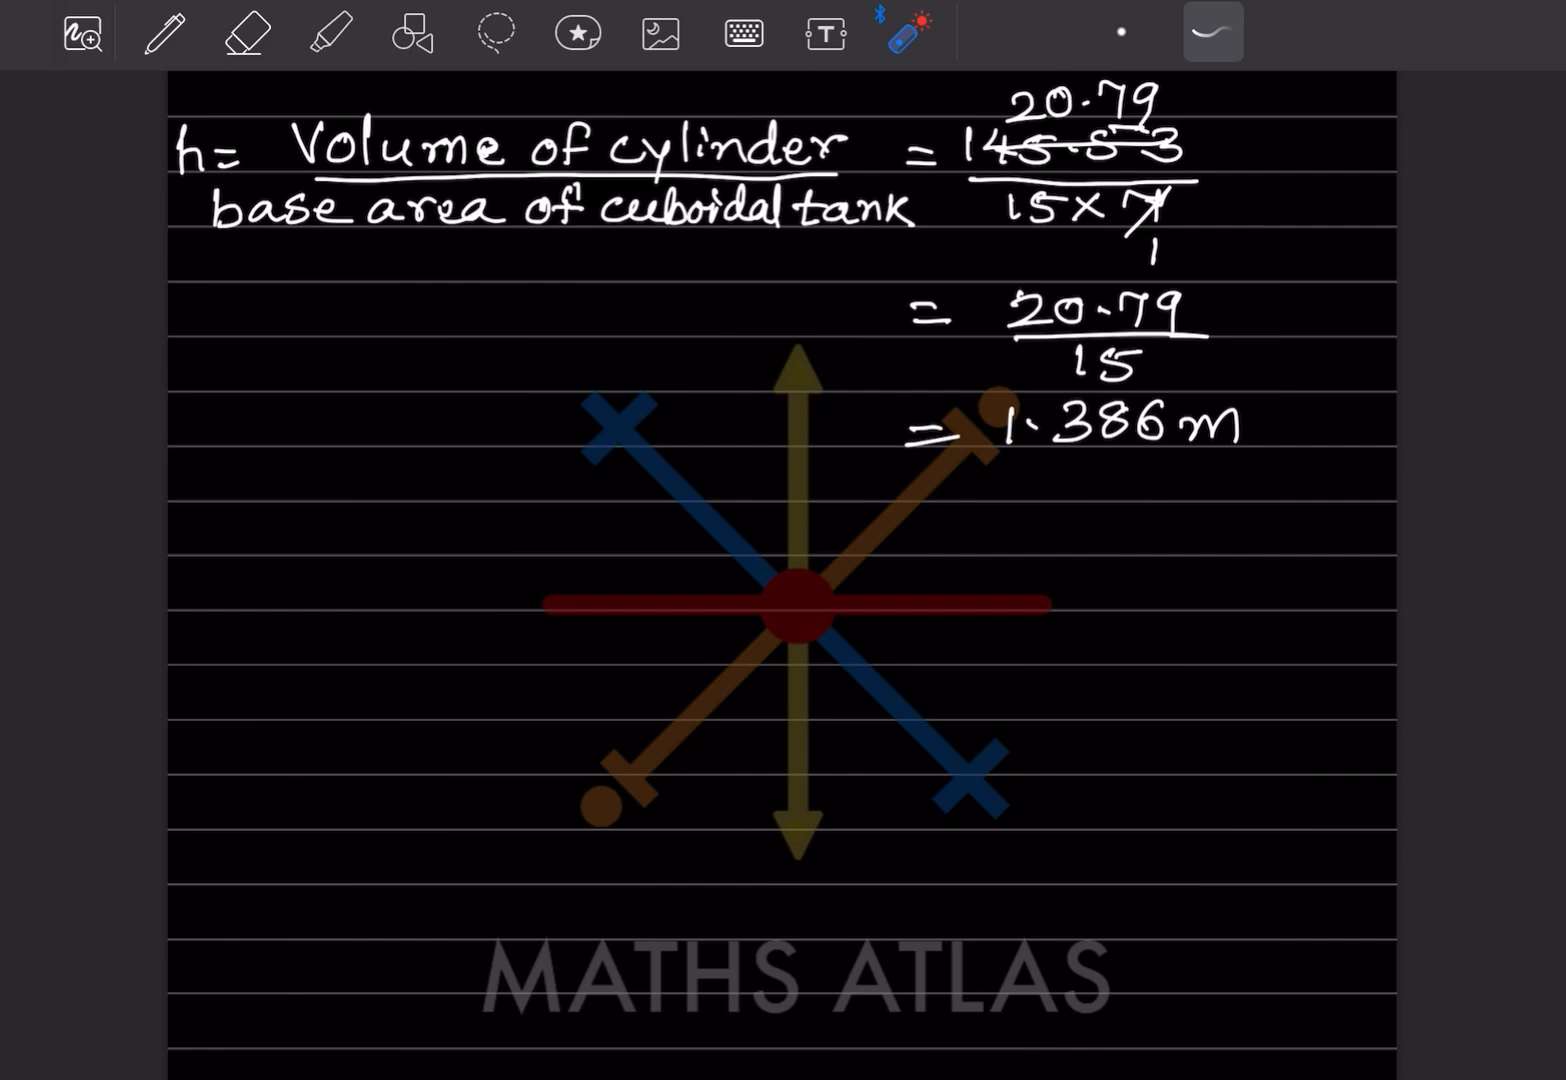 20.79
h = Volume of cylinder = 145.53
base area of cuboidal tank 15 × 7
1
= 20.79
15
= 1.386 m
MATHS ATLAS